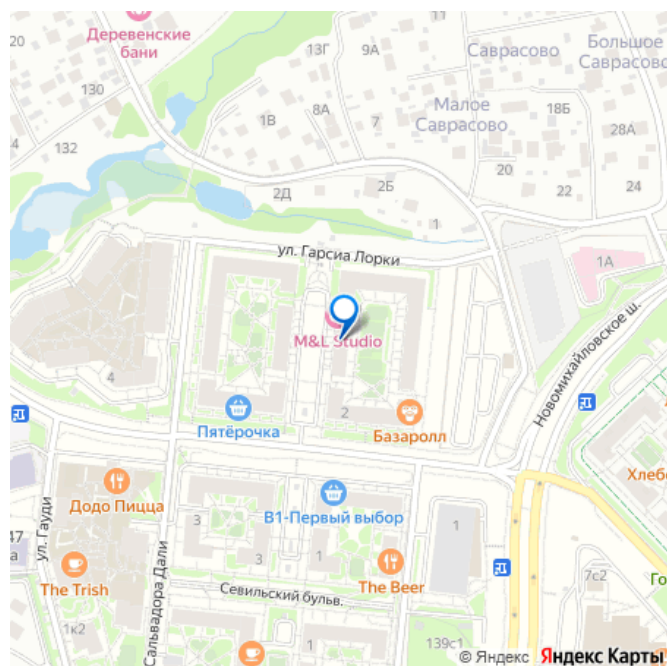 Деревенские
бани
13Г
9А
Саврасово
Большое
Саврасово
130
8А
1В
7
Малое
Саврасово
18Б
28А
4
132
20
2Д
2Б
22
24
1
ул. Гарсиа Лорки
1А
M&L Studio
Новомихайловское ш.
4
2
Пятёрочка
Базаролл
Хлеб
Додо Пицца
В1-Первый выбор
47
а
ул. Гауди
3
1
Сальвадора Дали
3
1
The Trish
The Beer
7с2
Го
Севильский бульв.
1к2
1
139с1
© Яндекс Яндекс Карты